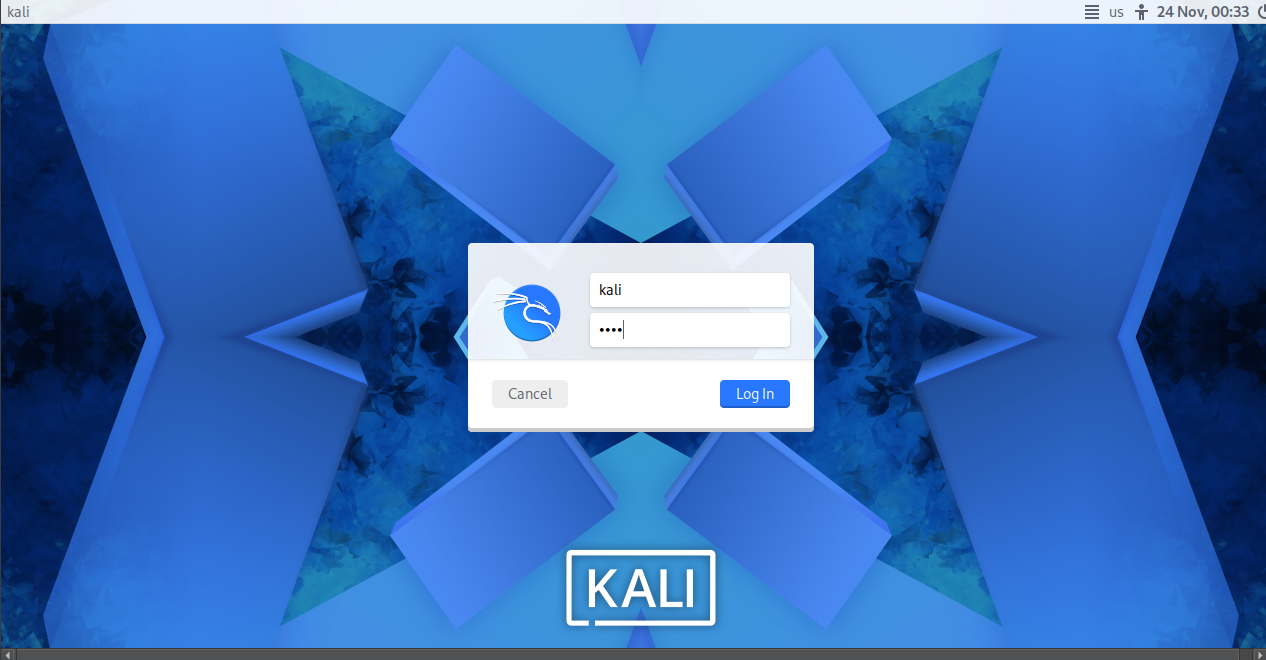 kali
us
24 Nov, 00:33
kali
••••
Cancel
Log In
KALI